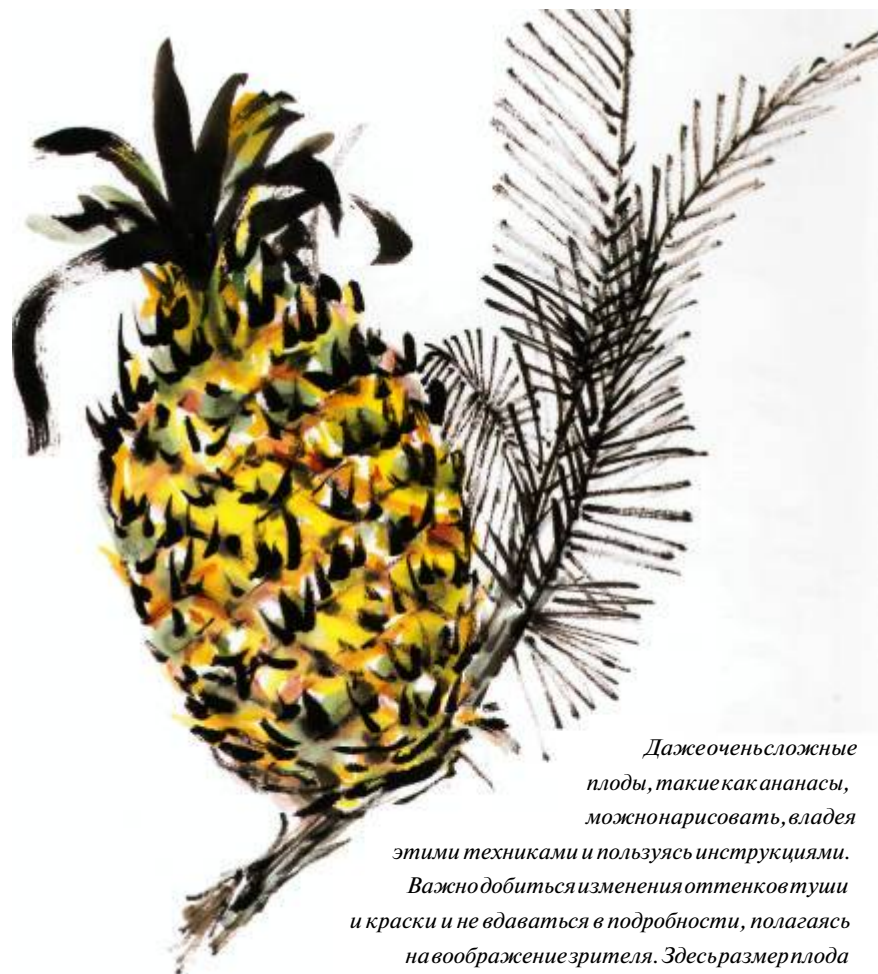 Даже очень сложные
плоды, такие как ананасы,
можно нарисовать, владея
этими техниками и пользуясь инструкциями.
Важно добиться изменения оттенков туши
и краски и не вдаваться в подробности, полагаясь
на воображение зрителя. Здесь размер плода